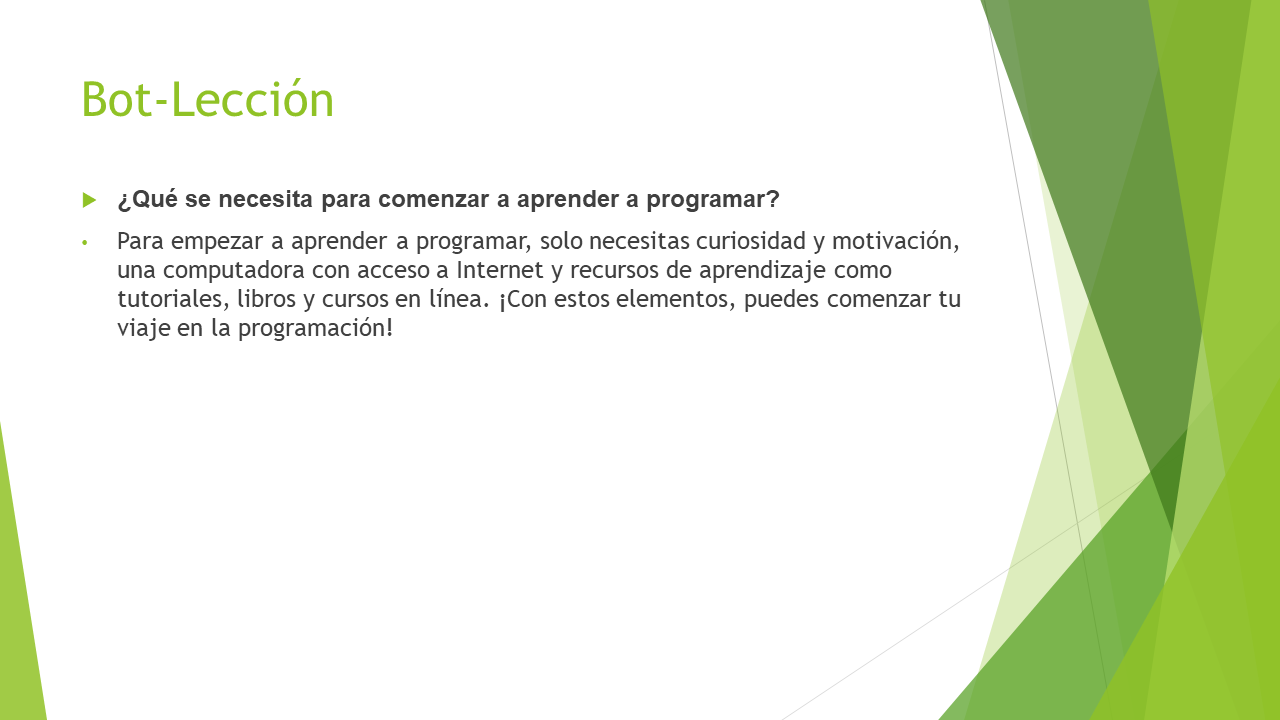 Bot-Lección
¿Qué se necesita para comenzar a aprender a programar?
Para empezar a aprender a programar, solo necesitas curiosidad y motivación,
una computadora con acceso a Internet y recursos de aprendizaje como
tutoriales, libros y cursos en línea. ¡Con estos elementos, puedes comenzar tu
viaje en la programación!